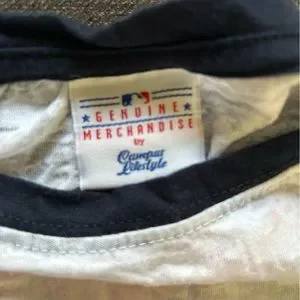 GENUINE
MERCHANDISE
BY
Campus
Lifestyle